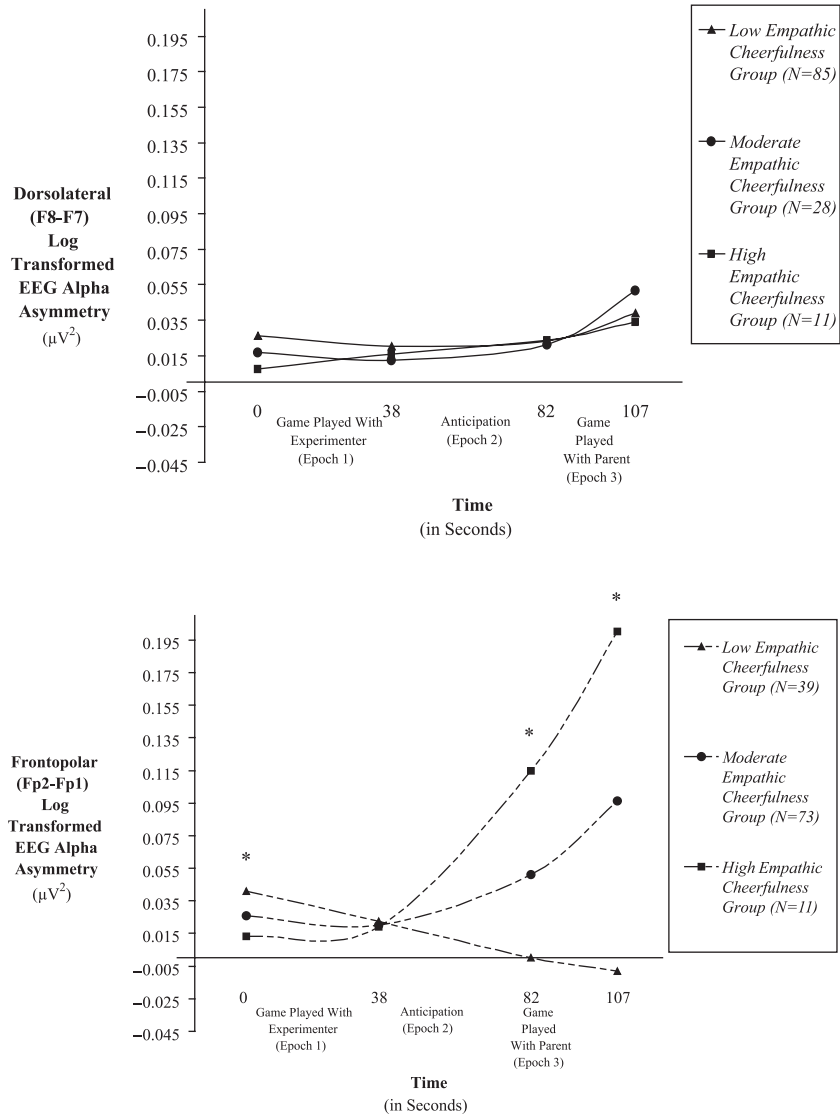 0.195
0.175
0.155
0.135
0.115
0.095
0.075
0.055
0.035
0.015
−0.005
−0.025
−0.045
Dorsolateral
(F8-F7)
Log
Transformed
EEG Alpha
Asymmetry
(µV²)
0 38 82 107
Game Played With
Experimenter
(Epoch 1)
Anticipation
(Epoch 2)
Game
Played
With Parent
(Epoch 3)
Time
(in Seconds)
Low Empathic
Cheerfulness
Group (N=85)
Moderate
Empathic
Cheerfulness
Group (N=28)
High
Empathic
Cheerfulness
Group (N=11)
0.195
0.175
0.155
0.135
0.115
0.095
0.075
0.055
0.035
0.015
−0.005
−0.025
−0.045
Frontopolar
(Fp2-Fp1)
Log
Transformed
EEG Alpha
Asymmetry
(µV²)
*
*
*
0 38 82 107
Game Played With
Experimenter
(Epoch 1)
Anticipation
(Epoch 2)
Game
Played
With Parent
(Epoch 3)
Time
(in Seconds)
Low Empathic
Cheerfulness
Group (N=39)
Moderate
Empathic
Cheerfulness
Group (N=73)
High Empathic
Cheerfulness
Group (N=11)